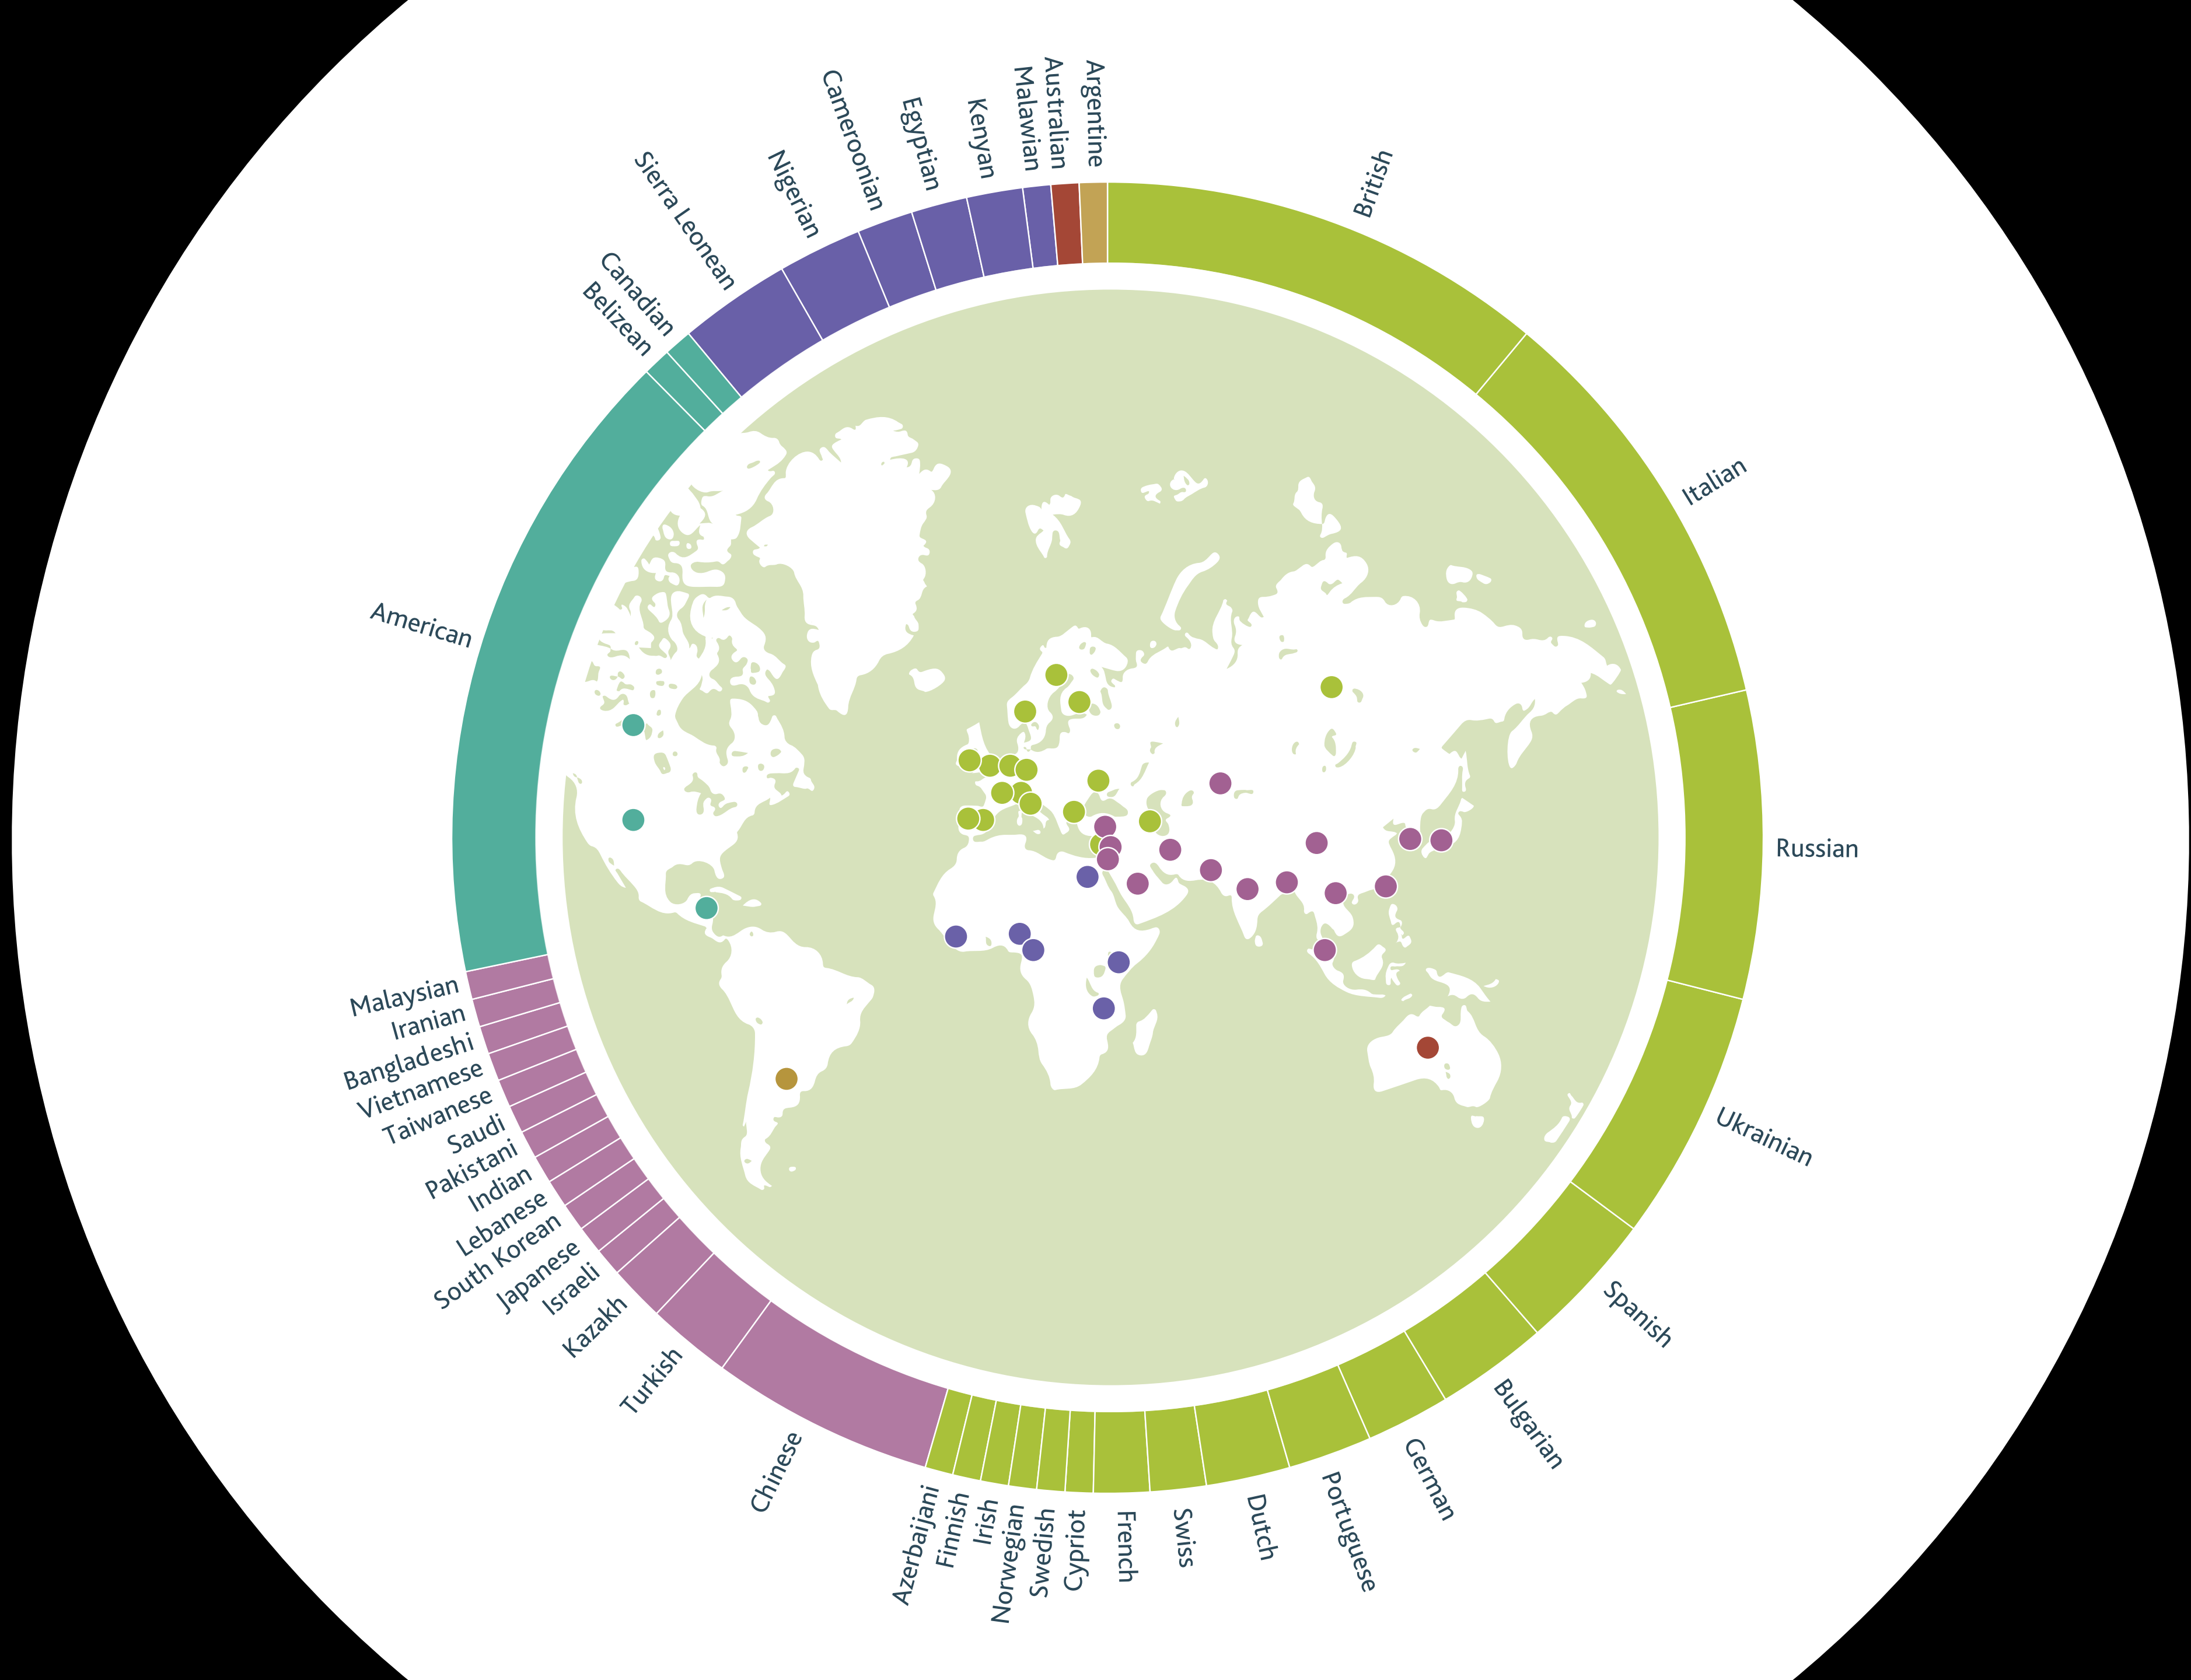 British
Italian
Russian
Ukrainian
Spanish
Bulgarian
German
Portuguese
Dutch
Swiss
French
Cypriot
Swedish
Norwegian
Irish
Finnish
Azerbaijani
Chinese
Turkish
Kazakh
Israeli
Japanese
South Korean
Lebanese
Indian
Pakistani
Saudi
Taiwanese
Vietnamese
Bangladeshi
Iranian
Malaysian
American
Belizean
Canadian
Sierra Leonean
Nigerian
Cameroonian
Egyptian
Kenyan
Malawian
Australian
Argentine